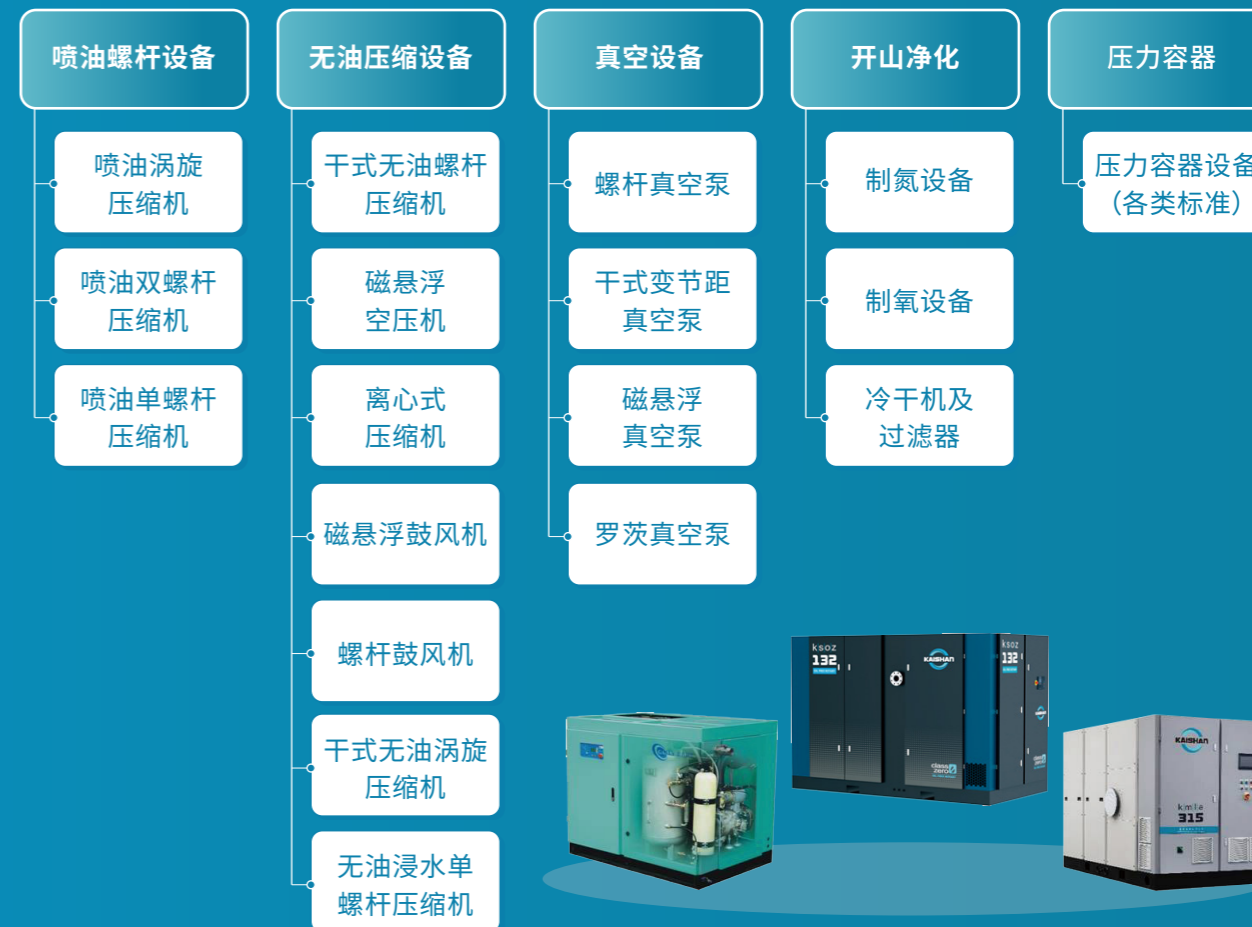 喷油螺杆设备
喷油涡旋
压缩机
喷油双螺杆
压缩机
喷油单螺杆
压缩机
无油压缩设备
干式无油螺杆
压缩机
磁悬浮
空压机
离心式
压缩机
磁悬浮鼓风机
螺杆鼓风机
干式无油涡旋
压缩机
无油浸水单
螺杆压缩机
真空设备
螺杆真空泵
干式变节距
真空泵
磁悬浮
真空泵
罗茨真空泵
开山净化
制氮设备
制氧设备
冷干机及
过滤器
压力容器
压力容器设备
（各类标准）
ksoz
132
KAISHAN
class
zero
ksoz
132
KAISHAN
315